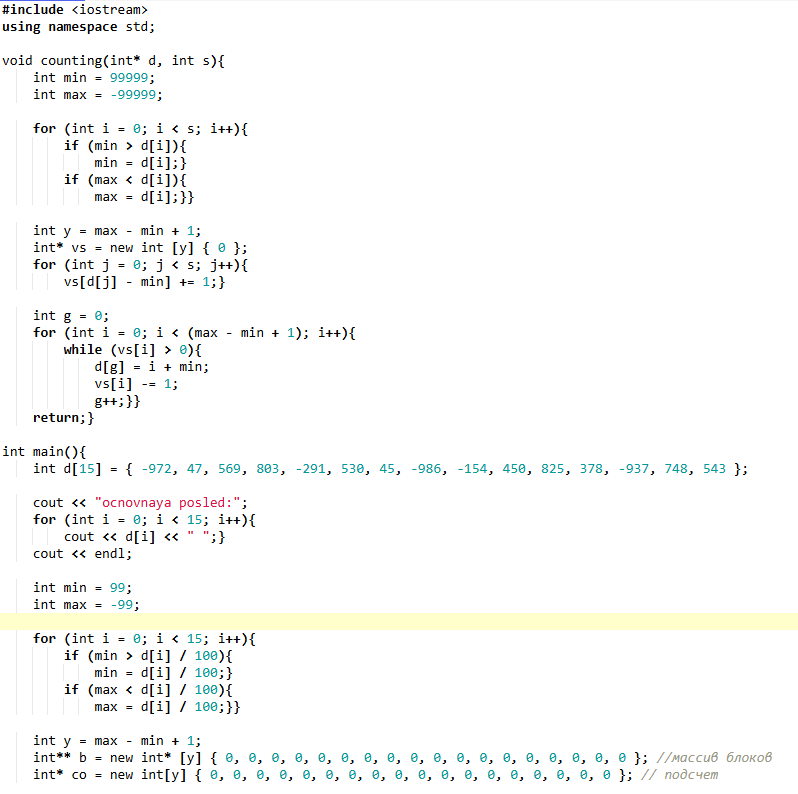 #include <iostream>
using namespace std;
void counting(int* d, int s){
int min = 99999;
int max = -99999;
for (int i = 0; i < s; i++){
if (min > d[i]){
min = d[i];}
if (max < d[i]){
max = d[i];}}
int y = max - min + 1;
int* vs = new int [y] { 0 };
for (int j = 0; j < s; j++){
vs[d[j] - min] += 1;}
int g = 0;
for (int i = 0; i < (max - min + 1); i++){
while (vs[i] > 0){
d[g] = i + min;
vs[i] -= 1;
g++;}}
return;}
int main(){
int d[15] = { -972, 47, 569, 803, -291, 530, 45, -986, -154, 450, 825, 378, -937, 748, 543 };
cout << "ocnovnaya posled:";
for (int i = 0; i < 15; i++){
cout << d[i] << " ";}
cout << endl;
int min = 99;
int max = -99;
for (int i = 0; i < 15; i++){
if (min > d[i] / 100){
min = d[i] / 100;}
if (max < d[i] / 100){
max = d[i] / 100;}}
int y = max - min + 1;
int** b = new int* [y] { 0, 0, 0, 0, 0, 0, 0, 0, 0, 0, 0, 0, 0, 0, 0, 0, 0, 0 }; //массив блоков
int* co = new int[y] { 0, 0, 0, 0, 0, 0, 0, 0, 0, 0, 0, 0, 0, 0, 0, 0, 0, 0 }; // подсчет